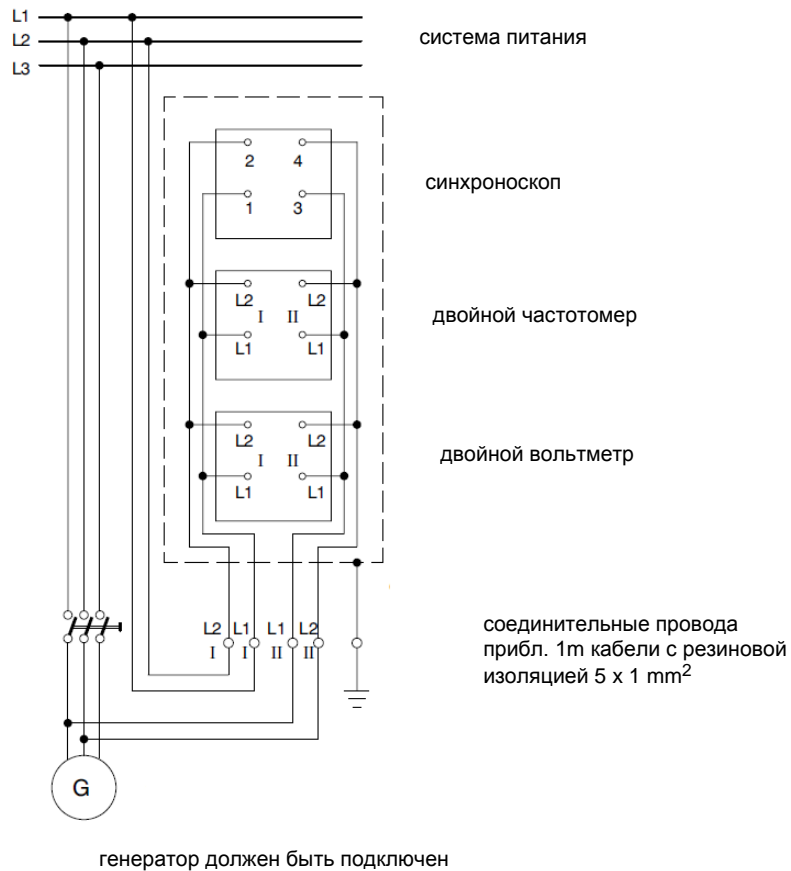 L1
L2
L3
система питания
2 4
1 3
синхроноскоп
L2 L2
I II
L1 L1
двойной частотомер
L2 L2
I II
L1 L1
двойной вольтметр
L2 L1 L1 L2
I I II II
соединительные провода
прибл. 1m кабели с резиновой
изоляцией 5 x 1 mm²
G
генератор должен быть подключен